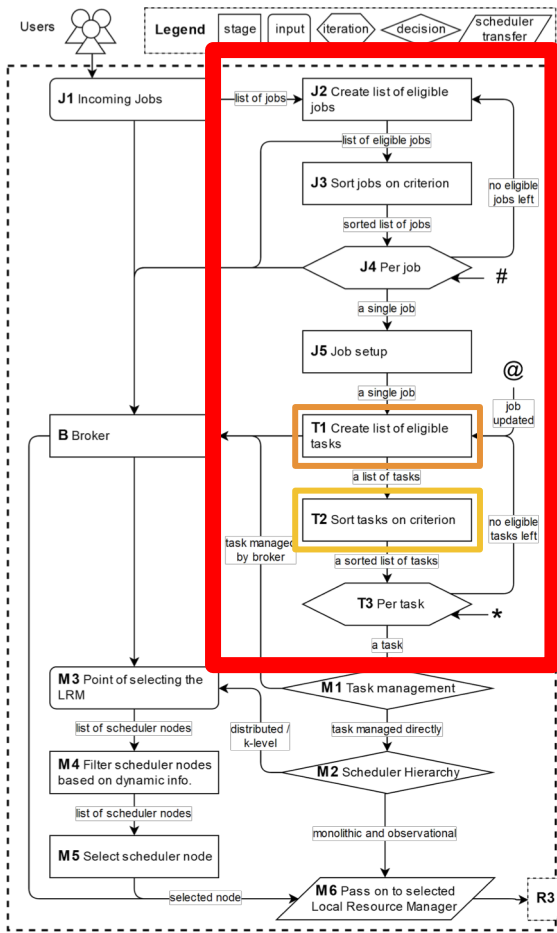 Users
Legend
stage
input
iteration
decision
scheduler
transfer
J1 Incoming Jobs
list of jobs
J2 Create list of eligible
jobs
list of eligible jobs
J3 Sort jobs on criterion
no eligible
jobs left
sorted list of jobs
J4 Per job
#
a single job
J5 Job setup
@
a single job
job
updated
B Broker
T1 Create list of eligible
tasks
a list of tasks
T2 Sort tasks on criterion
no eligible
tasks left
task managed
by broker
a sorted list of tasks
T3 Per task
*
a task
M3 Point of selecting the
LRM
M1 Task management
list of scheduler nodes
distributed /
k-level
task managed directly
M4 Filter scheduler nodes
based on dynamic info.
M2 Scheduler Hierarchy
list of scheduler nodes
monolithic and observational
M5 Select scheduler node
selected node
M6 Pass on to selected
Local Resource Manager
R3